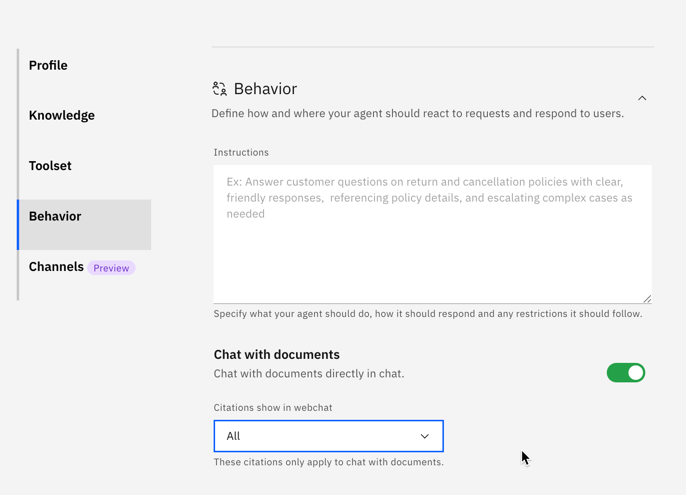 Profile
Knowledge
Toolset
Behavior
Channels Preview
Behavior
Define how and where your agent should react to requests and respond to users.
Instructions
Ex: Answer customer questions on return and cancellation policies with clear,
friendly responses, referencing policy details, and escalating complex cases as
needed
Specify what your agent should do, how it should respond and any restrictions it should follow.
Chat with documents
Chat with documents directly in chat.
Citations show in webchat
All
These citations only apply to chat with documents.